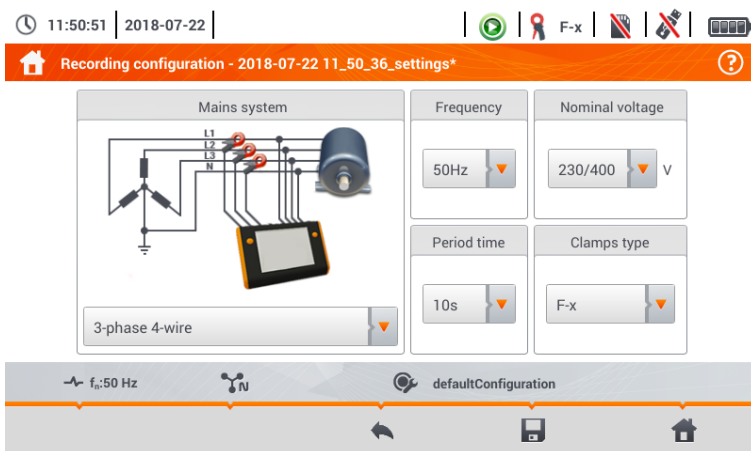 11:50:51 2018-07-22 F-x
Recording configuration - 2018-07-22 11_50_36_settings* ?
Mains system Frequency Nominal voltage
L1
L2
L3
N
50Hz 230/400 V
Period time Clamps type
10s F-x
3-phase 4-wire
fn:50 Hz N defaultConfiguration